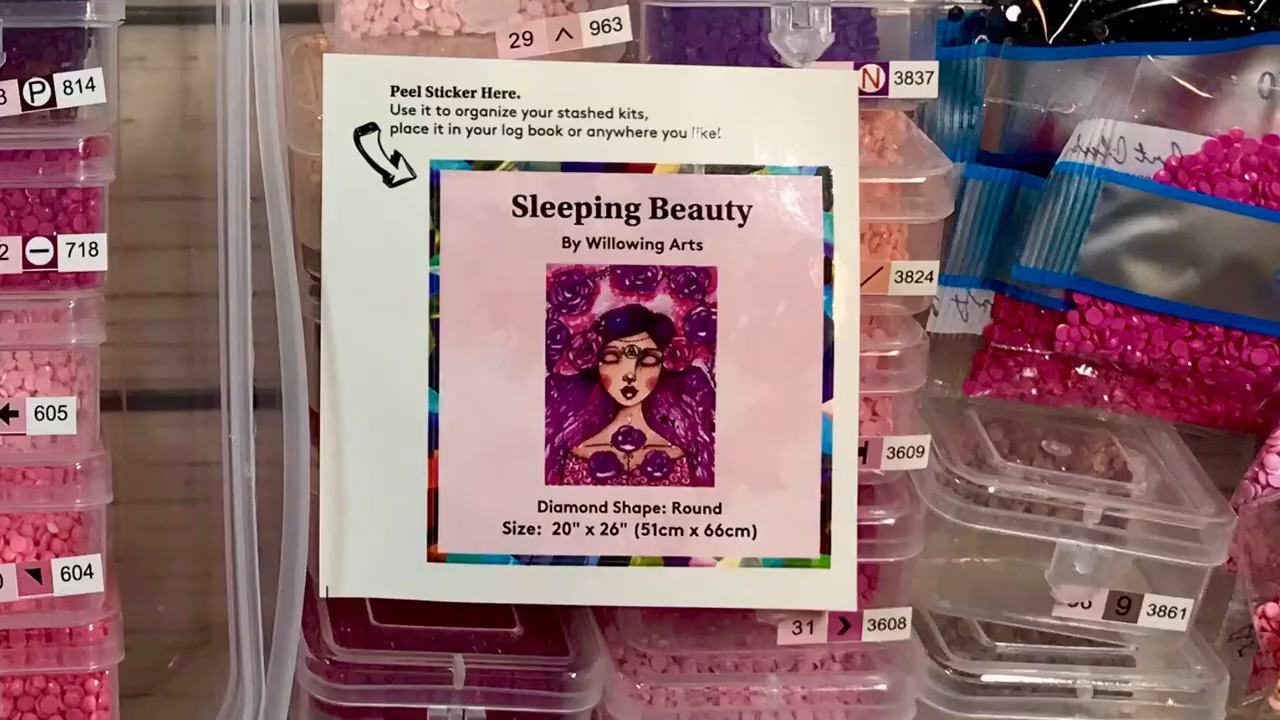 29 ^ 963
814
N 3837
Peel Sticker Here.
Use it to organize your stashed kits,
place it in your log book or anywhere you like!
P
Sleeping Beauty
By Willowing Arts
718
3824
605
3609
Diamond Shape: Round
Size: 20" x 26" (51cm x 66cm)
604
9 3861
31 > 3608